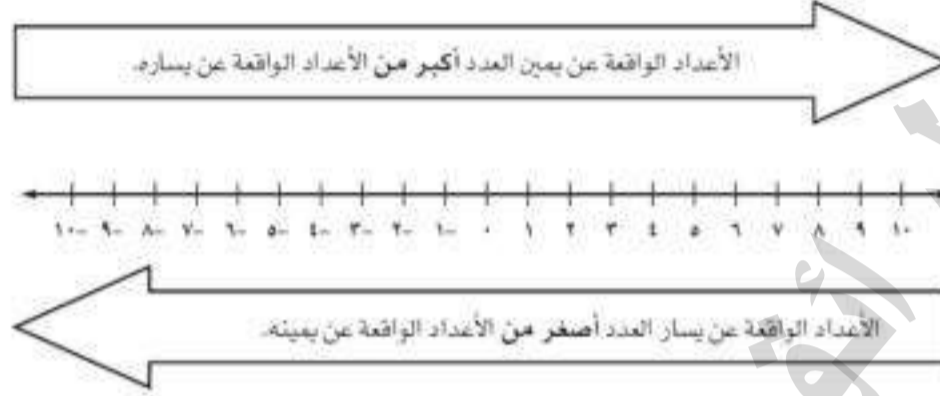 الأعداد الواقعة عن يمين العدد أكبر من الأعداد الواقعة عن يساره.
-١٠ -٩ -٨ -٧ -٦ -٥ -٤ -٣ -٢ -١ ٠ ١ ٢ ٣ ٤ ٥ ٦ ٧ ٨ ٩ ١٠
الأعداد الواقعة عن يسار العدد أصغر من الأعداد الواقعة عن يمينه.